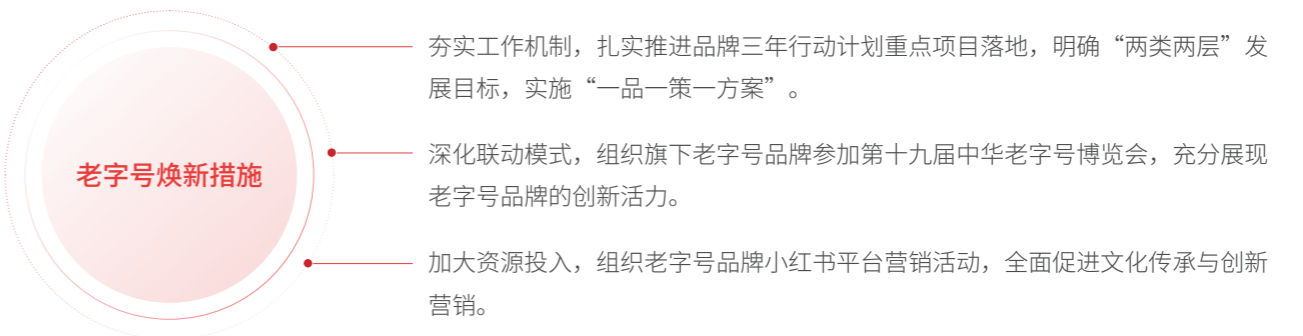 老字号焕新措施
夯实工作机制，扎实推进品牌三年行动计划重点项目落地，明确“两类两层”发
展目标，实施“一品一策一方案”。
深化联动模式，组织旗下老字号品牌参加第十九届中华老字号博览会，充分展现
老字号品牌的创新活力。
加大资源投入，组织老字号品牌小红书平台营销活动，全面促进文化传承与创新
营销。